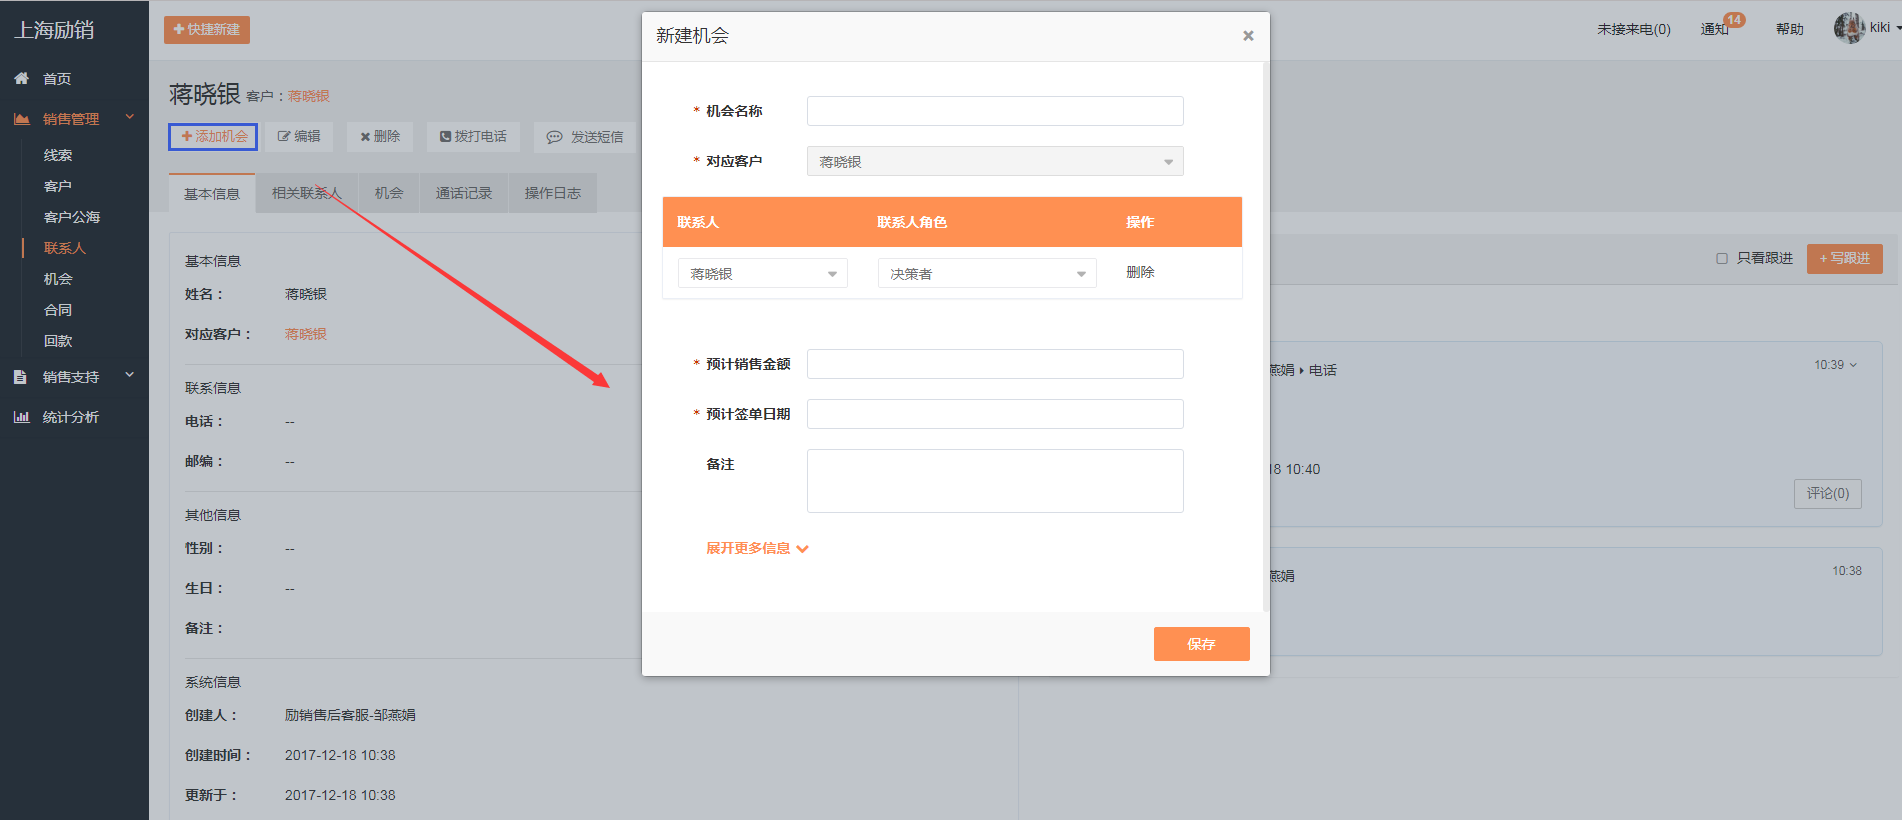 上海励销
快捷新建
未接来电(0)
通知
14
帮助
kiki
首页
销售管理
线索
客户
客户公海
联系人
机会
合同
回款
销售支持
统计分析
蒋晓银 客户：蒋晓银
添加机会 编辑 删除 拨打电话 发送短信
基本信息 相关联系人 机会 通话记录 操作日志
基本信息
姓名： 蒋晓银
对应客户： 蒋晓银
联系信息
电话： --
邮编： --
其他信息
性别： --
生日： --
备注：
系统信息
创建人： 励销售后客服-邹燕娟
创建时间： 2017-12-18 10:38
更新于： 2017-12-18 10:38
新建机会 ×
* 机会名称
* 对应客户 蒋晓银
联系人 联系人角色 操作
蒋晓银 决策者 删除
* 预计销售金额
* 预计签单日期
备注
展开更多信息
保存
只看跟进 +写跟进
燕娟 电话 10:39
18 10:40
评论(0)
燕娟 10:38